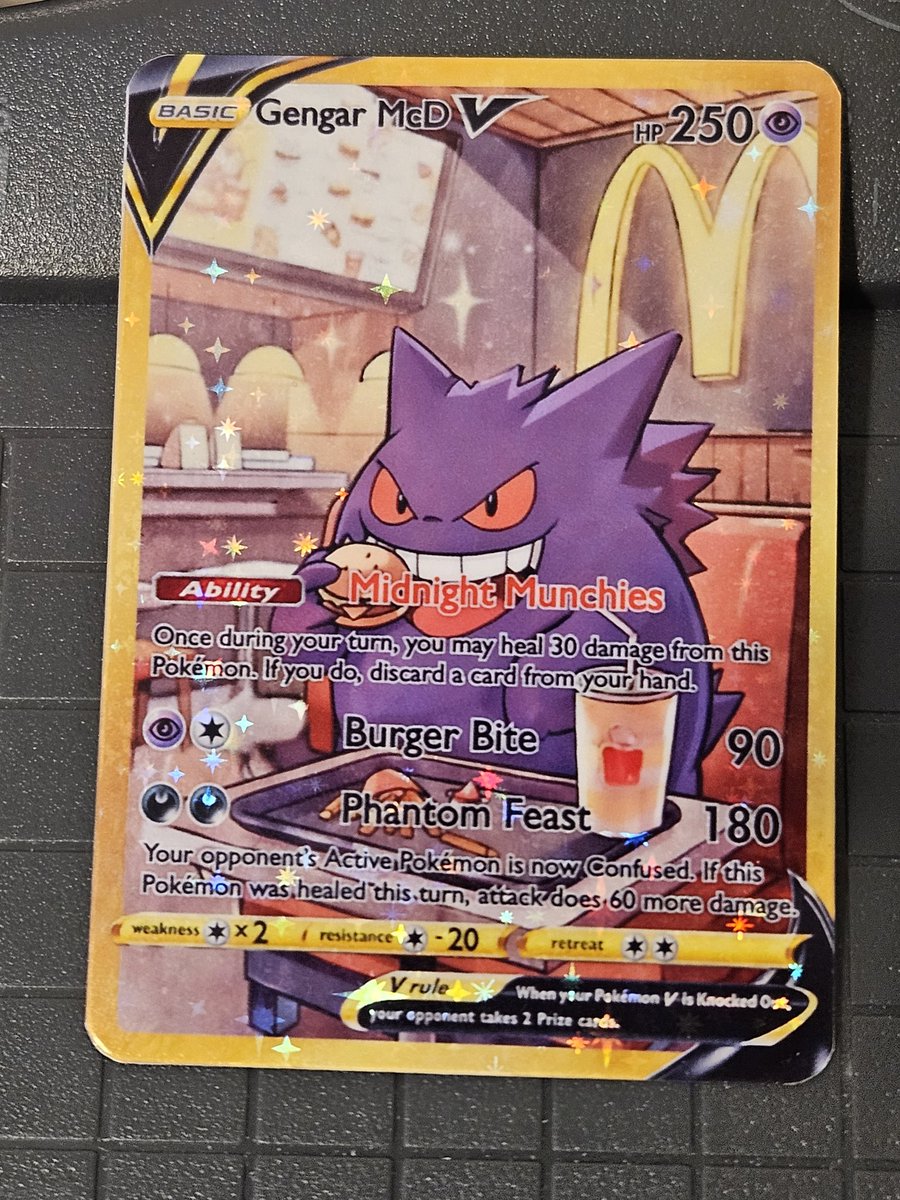 BASIC Gengar McD V HP 250
Ability Midnight Munchies
Once during your turn, you may heal 30 damage from this
Pokémon. If you do, discard a card from your hand.
Burger Bite 90
Phantom Feast 180
Your opponent's Active Pokémon is now Confused. If this
Pokémon was healed this turn, attack does 60 more damage.
weakness ×2 resistance -20 retreat
V rule When your Pokémon V is Knocked Out,
your opponent takes 2 Prize cards.